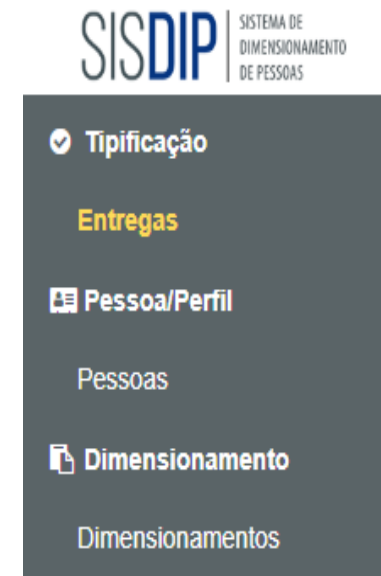 SISDIP
SISTEMA DE
DIMENSIONAMENTO
DE PESSOAS
Tipificação
Entregas
Pessoa/Perfil
Pessoas
Dimensionamento
Dimensionamentos